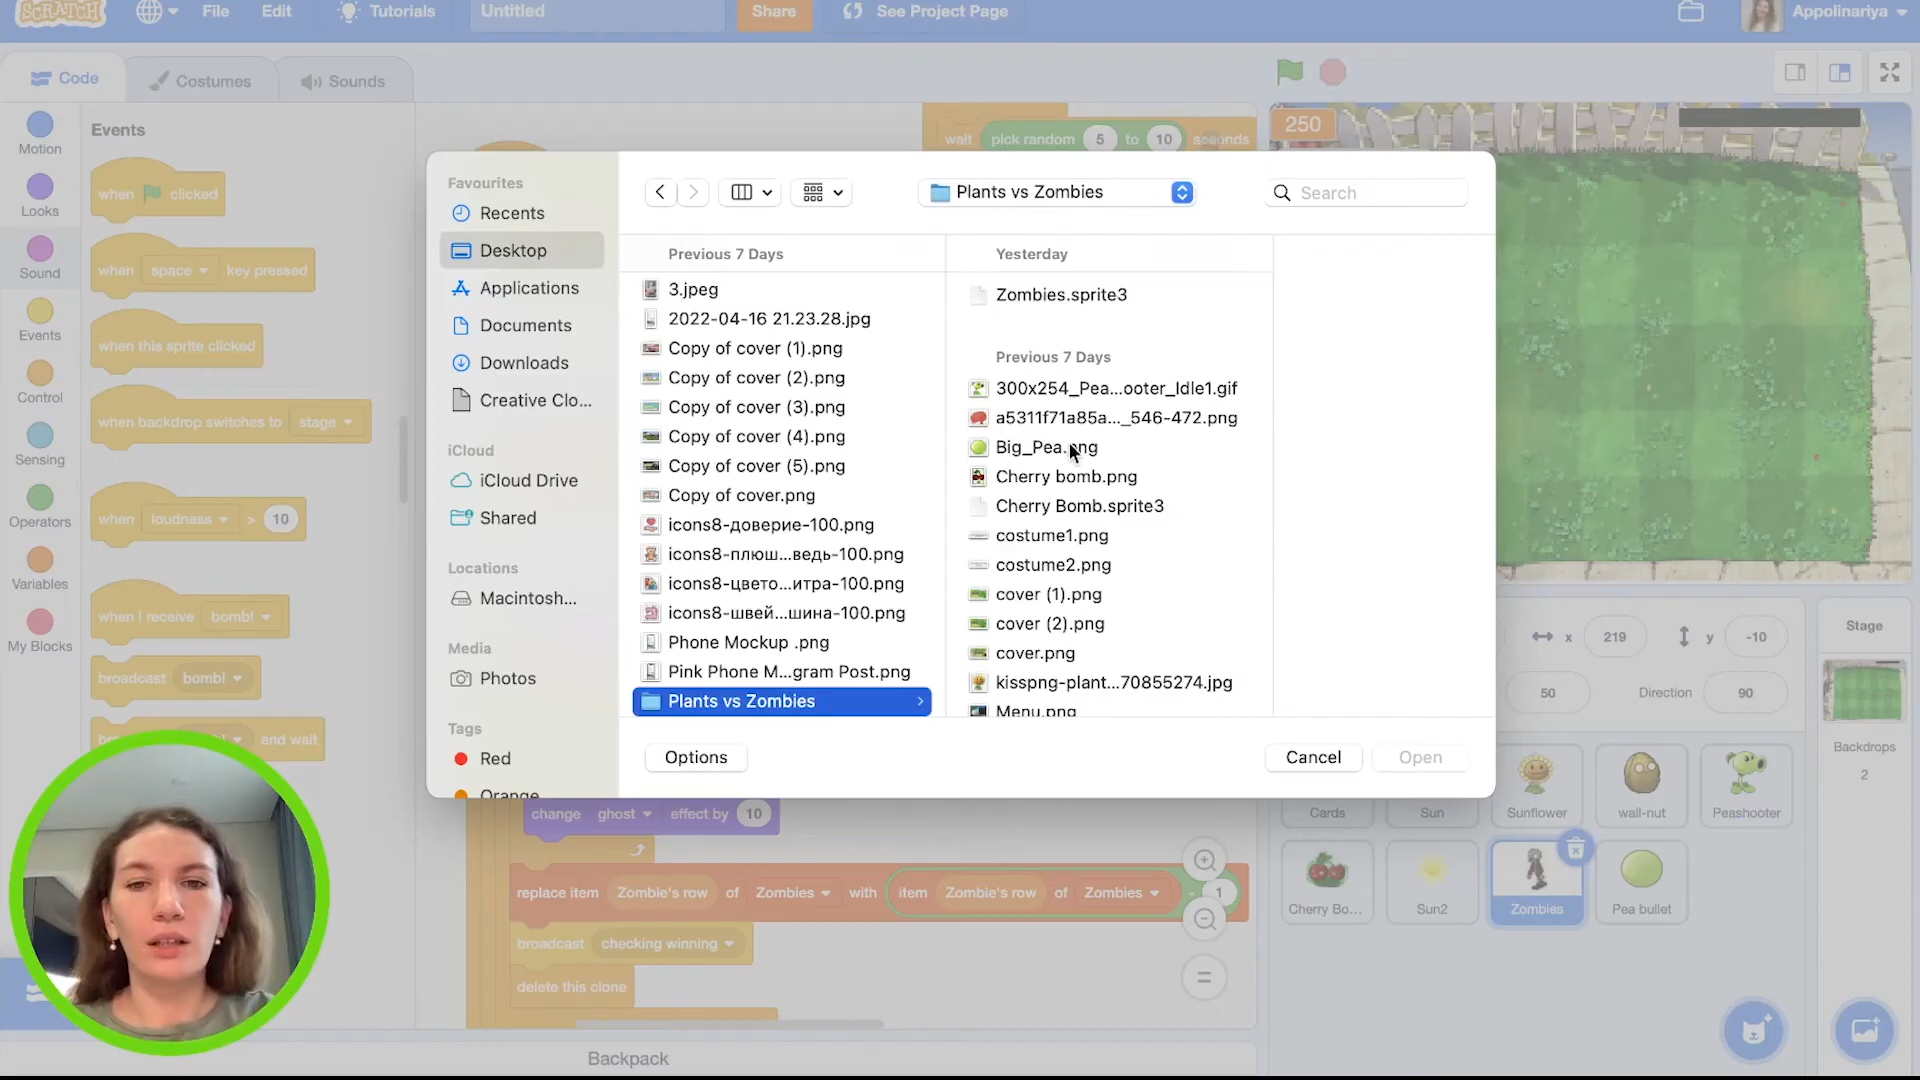 SCRATCH
File
Edit
Tutorials
Untitled
Share
See Project Page
Appolinariya
Code
Costumes
Sounds
Motion
Looks
Sound
Events
Control
Sensing
Operators
Variables
My Blocks
Events
when clicked
when space key pressed
when this sprite clicked
when backdrop switches to stage
when loudness > 10
when I receive bomb!
broadcast bomb!
and wait
wait pick random 5 to 10 seconds
250
Favourites
Recents
Desktop
Applications
Documents
Downloads
Creative Clo...
iCloud
iCloud Drive
Shared
Locations
Macintosh...
Media
Photos
Tags
Red
Orange
Plants vs Zombies
Search
Previous 7 Days
3.jpeg
2022-04-16 21.23.28.jpg
Copy of cover (1).png
Copy of cover (2).png
Copy of cover (3).png
Copy of cover (4).png
Copy of cover (5).png
Copy of cover.png
icons8-доверие-100.png
icons8-плюш...ведь-100.png
icons8-цвето...итра-100.png
icons8-швей...шина-100.png
Phone Mockup .png
Pink Phone M...gram Post.png
Plants vs Zombies
Yesterday
Zombies.sprite3
Previous 7 Days
300x254_Pea...ooter_Idle1.gif
a5311f71a85a..._546-472.png
Big_Pea.png
Cherry bomb.png
Cherry Bomb.sprite3
costume1.png
costume2.png
cover (1).png
cover (2).png
cover.png
kisspng-plant...70855274.jpg
Menu.png
Options
Cancel
Open
change ghost effect by 10
replace item Zombie's row of Zombies with item Zombie's row of Zombies - 1
broadcast checking winning
delete this clone
Backpack
x 219 y -10
50 Direction 90
Cards
Sun
Sunflower
wall-nut
Peashooter
Cherry Bo...
Sun2
Zombies
Pea bullet
Stage
Backdrops
2